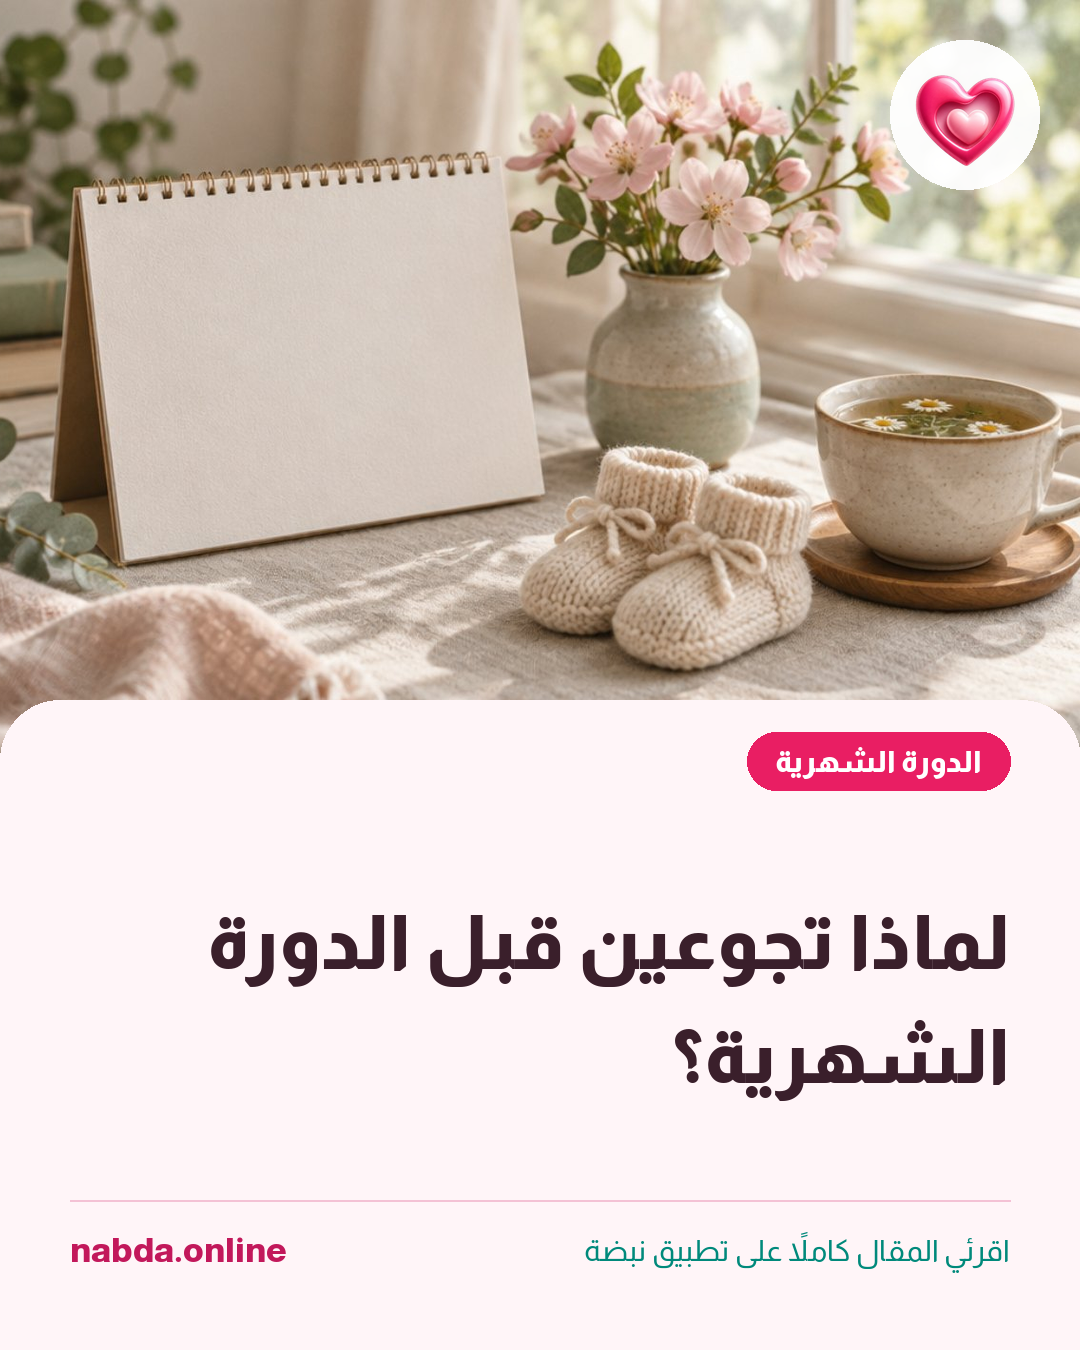 الدورة الشهرية
لماذا تجوعين قبل الدورة
الشهرية؟
اقرئي المقال كاملًا على تطبيق نبضة
nabda.online